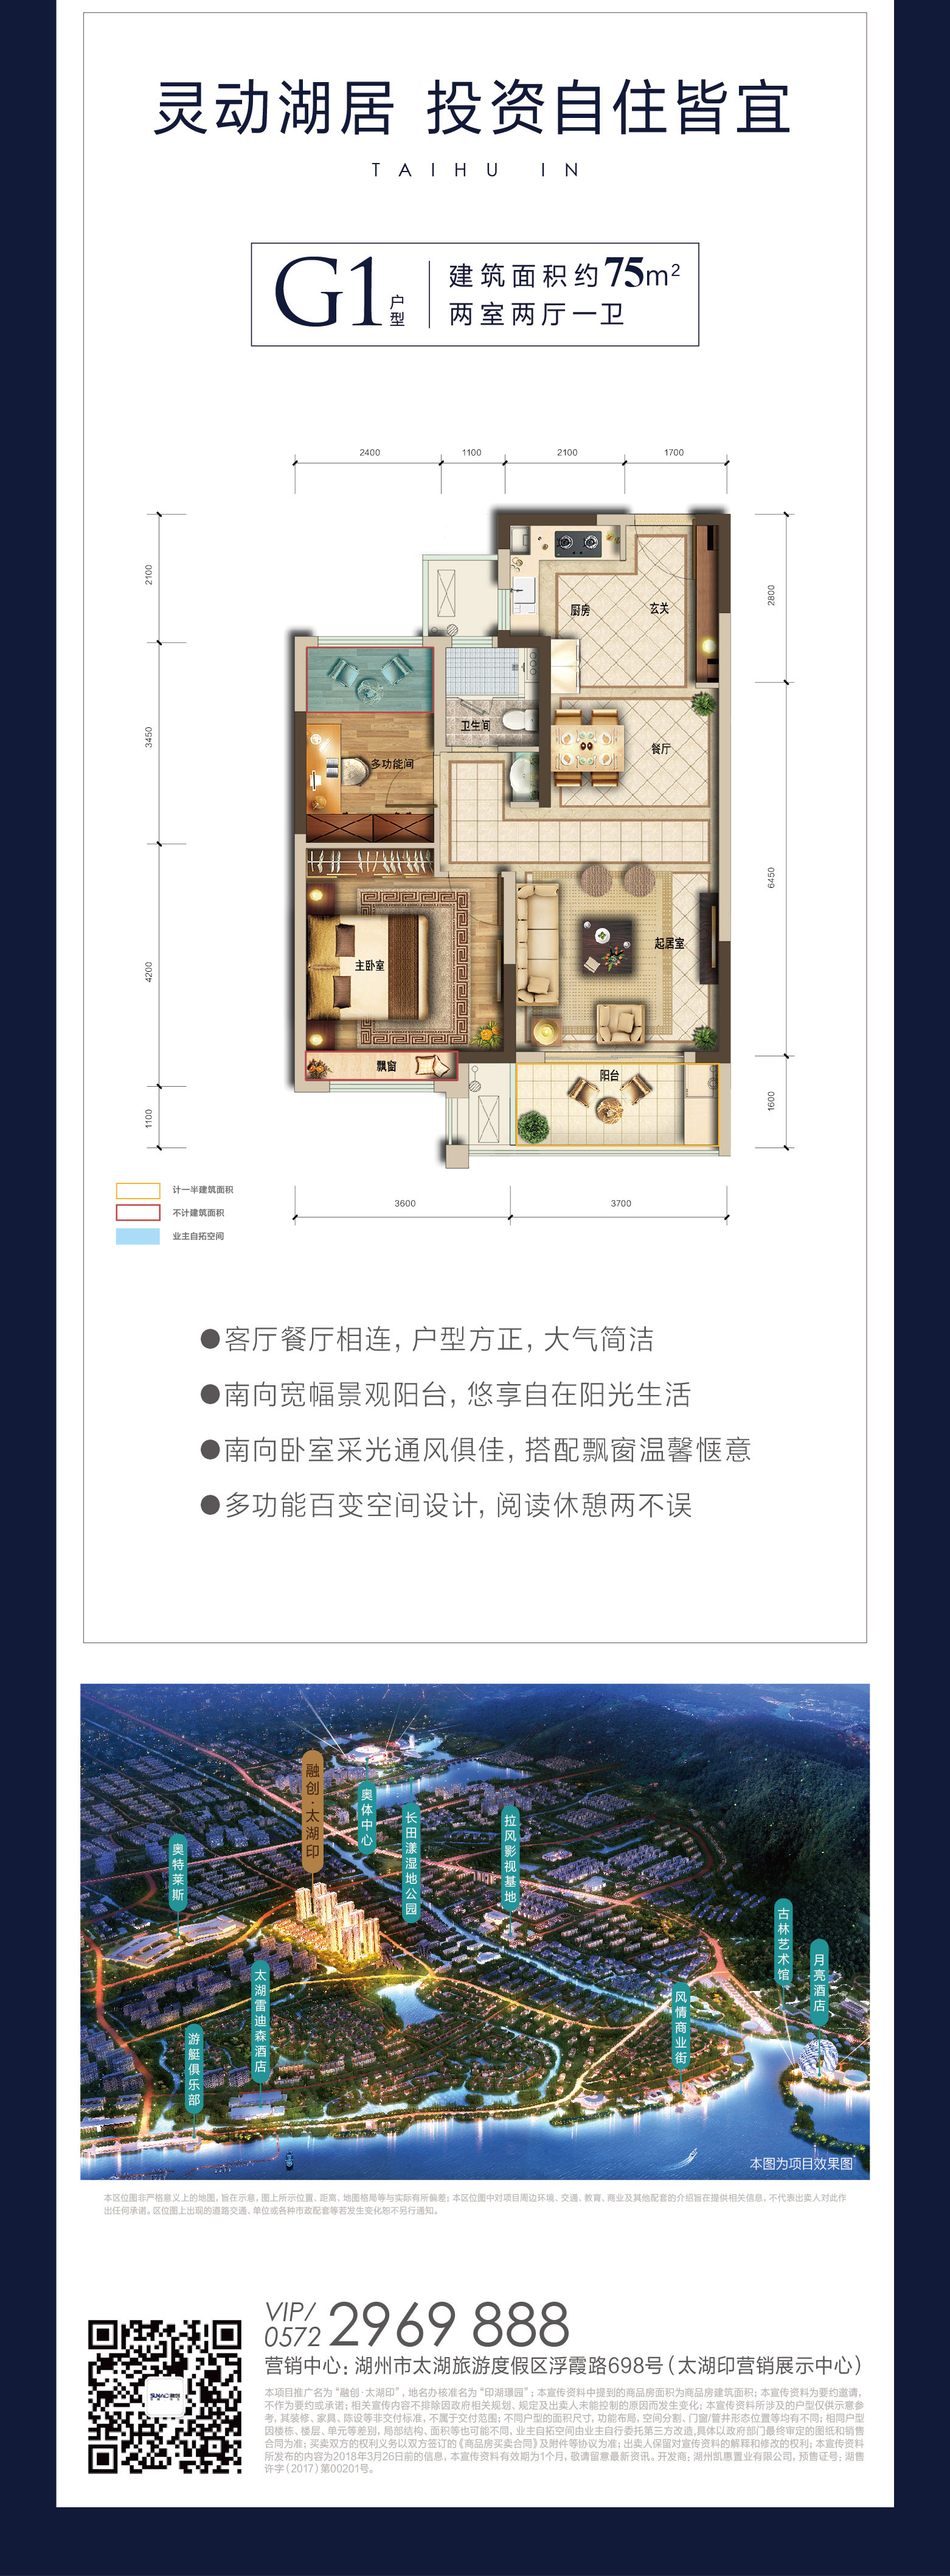 灵动湖居 投资自住皆宜
TAIHU IN
G1户型
建筑面积约75m²
两室两厅一卫
2400 1100 2100 1700
2100
3450
4200
1100
2800
6450
1600
厨房
玄关
卫生间
餐厅
多功能间
起居室
主卧室
飘窗
阳台
3600 3700
计一半建筑面积
不计建筑面积
业主自拓空间
●客厅餐厅相连，户型方正，大气简洁
●南向宽幅景观阳台，悠享自在阳光生活
●南向卧室采光通风俱佳，搭配飘窗温馨惬意
●多功能百变空间设计，阅读休憩两不误
融创·太湖印
奥体中心
长田漾湿地公园
拉风影视基地
奥特莱斯
古林艺术馆
月亮酒店
太湖雷迪森酒店
风情商业街
游艇俱乐部
本图为项目效果图
本区位图非严格意义上的地图，旨在示意，图上所示位置、距离、地图格局等与实际有所偏差；本区位图中对项目周边环境、交通、教育、商业及其他配套的介绍旨在提供相关信息，不代表出卖人对此作
出任何承诺。区位图上出现的道路交通、单位或各种市政配套等若发生变化恕不另行通知。
VIP/
0572 2969 888
营销中心：湖州市太湖旅游度假区浮霞路698号（太湖印营销展示中心）
本项目推广名为“融创·太湖印”，地名办核准名为“印湖璟园”；本宣传资料中提到的商品房面积为商品房建筑面积；本宣传资料为要约邀请，
不作为要约或承诺；相关宣传内容不排除因政府相关规划、规定及出卖人未能控制的原因而发生变化；本宣传资料所涉及的户型仅供示意参
考，其装修、家具、陈设等非交付标准，不属于交付范围；不同户型的面积尺寸，功能布局，空间分割、门窗/管井形态位置等均有不同；相同户型
因楼栋、楼层、单元等差别，局部结构、面积等也可能不同，业主自拓空间由业主自行委托第三方改造，具体以政府部门最终审定的图纸和销售
合同为准；买卖双方的权利义务以双方签订的《商品房买卖合同》及附件等协议为准；出卖人保留对宣传资料的解释和修改的权利；本宣传资料
所发布的内容为2018年3月26日前的信息，本宣传资料有效期为1个月，敬请留意最新资讯。开发商：湖州凯惠置业有限公司，预售证号：湖售
许字（2017）第00201号。